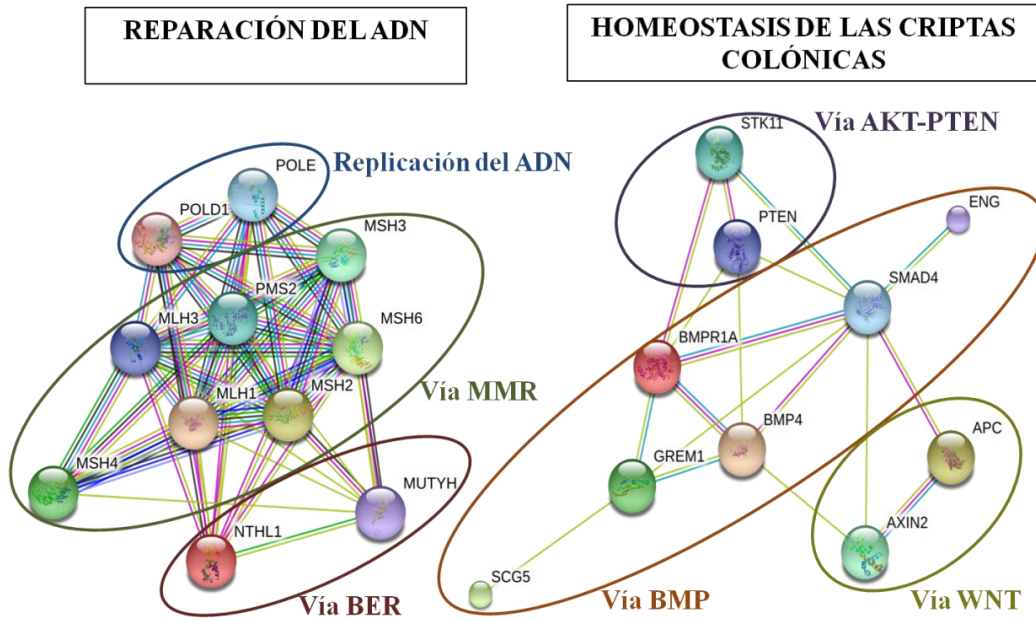 REPARACIÓN DEL ADN
HOMEOSTASIS DE LAS CRIPTAS
COLÓNICAS
POLE
Replicación del ADN
POLD1
MSH3
PMS2
MLH3
MSH6
MLH1
MSH2
Vía MMR
MSH4
MUTYH
NTHL1
Vía BER
STK11
Vía AKT-PTEN
PTEN
ENG
SMAD4
BMPR1A
BMP4
GREM1
APC
AXIN2
SCG5
Vía BMP
Vía WNT